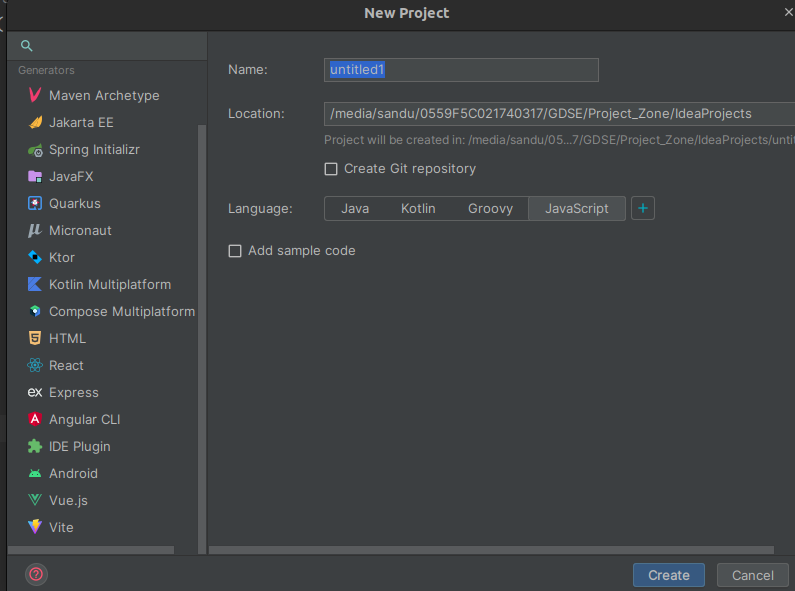 New Project
Generators
Maven Archetype
Jakarta EE
Spring Initializr
JavaFX
Quarkus
Micronaut
Ktor
Kotlin Multiplatform
Compose Multiplatform
HTML
React
ex Express
Angular CLI
IDE Plugin
Android
Vue.js
Vite
Name: untitled1
Location: /media/sandu/0559F5C021740317/GDSE/Project_Zone/IdeaProjects
Project will be created in: /media/sandu/05...7/GDSE/Project_Zone/IdeaProjects/unti
Create Git repository
Language: Java Kotlin Groovy JavaScript +
Add sample code
? Create Cancel